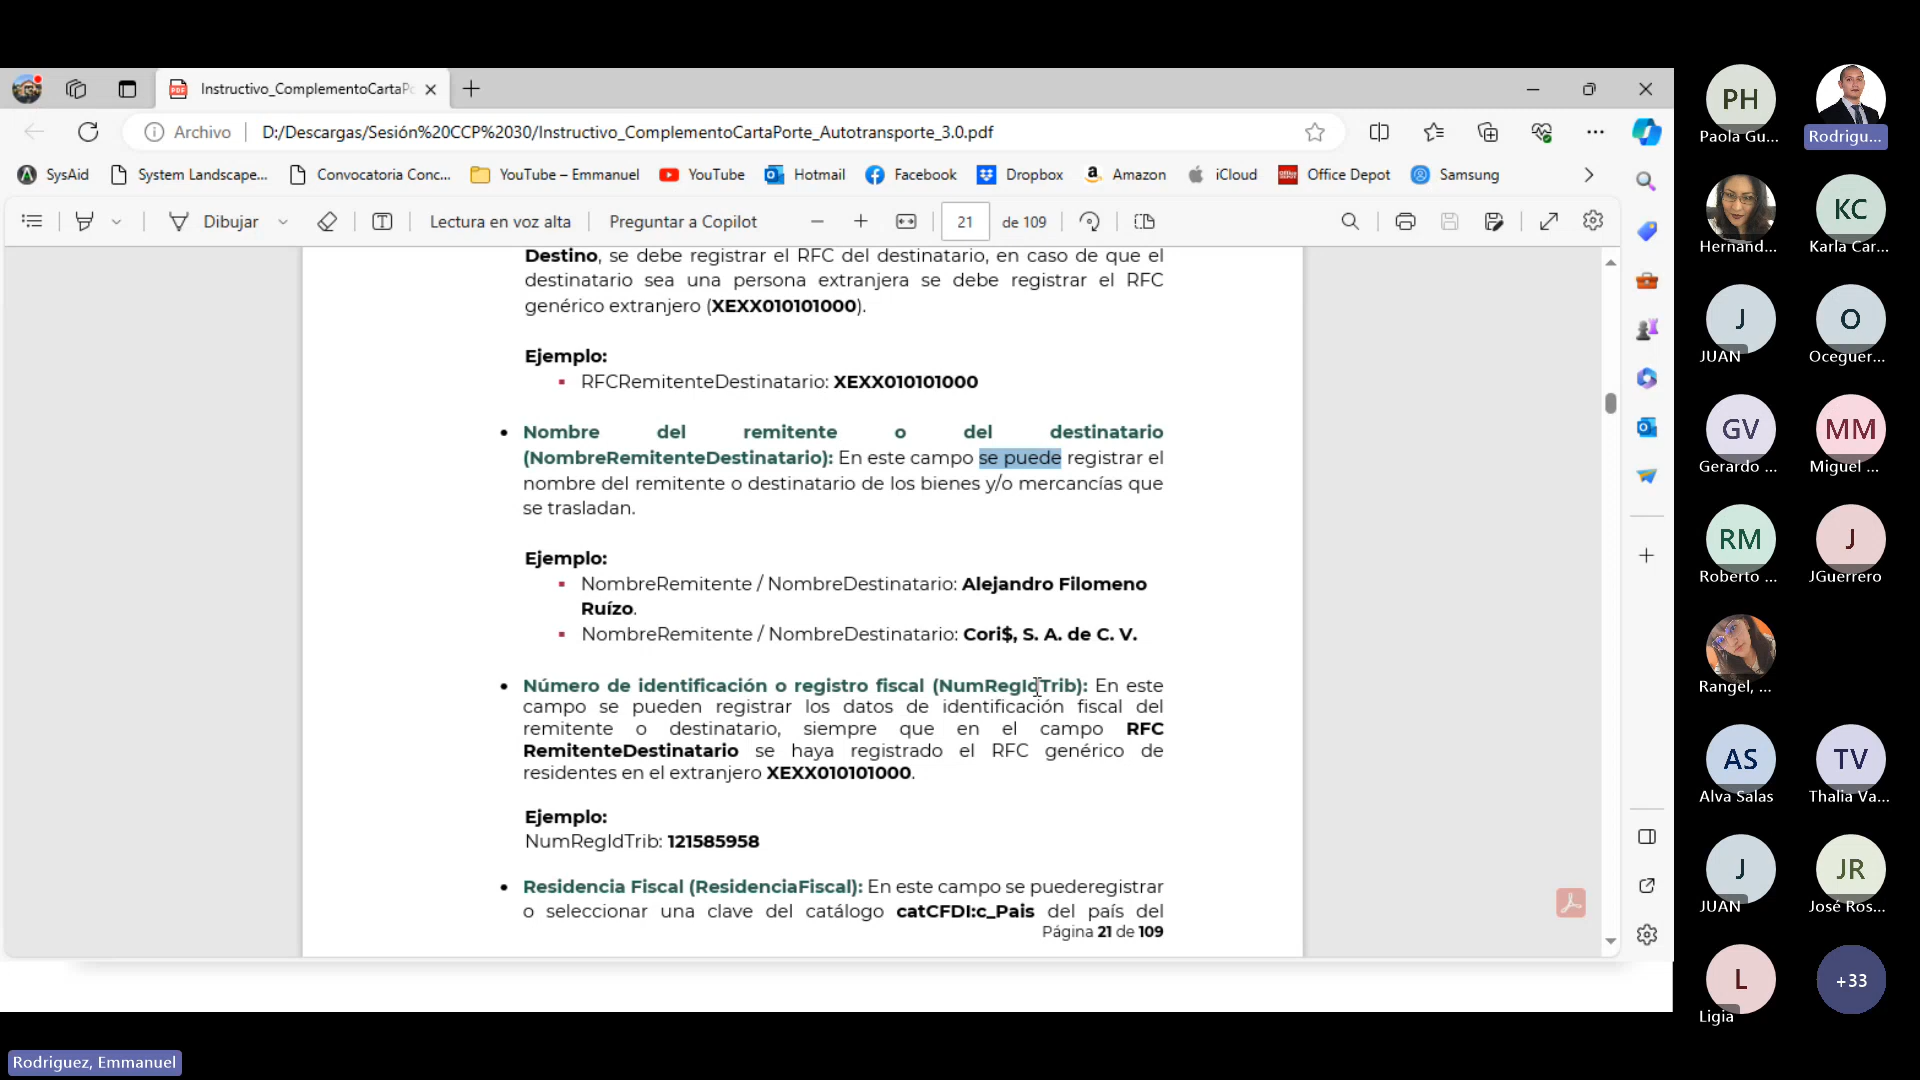 Instructivo_ComplementoCartaPo
Archivo
D:/Descargas/Sesión%20CCP%2030/Instructivo_ComplementoCartaPorte_Autotransporte_3.0.pdf
SysAid
System Landscape...
Convocatoria Conc...
YouTube – Emmanuel
YouTube
Hotmail
Facebook
Dropbox
Amazon
iCloud
Office Depot
Samsung
Dibujar
Lectura en voz alta
Preguntar a Copilot
21
de 109
Destino, se debe registrar el RFC del destinatario, en caso de que el
destinatario sea una persona extranjera se debe registrar el RFC
genérico extranjero (XEXX010101000).
Ejemplo:
RFCRemitenteDestinatario: XEXX010101000
Nombre del remitente o del destinatario
(NombreRemitenteDestinatario): En este campo se puede registrar el
nombre del remitente o destinatario de los bienes y/o mercancías que
se trasladan.
Ejemplo:
NombreRemitente / NombreDestinatario: Alejandro Filomeno
Ruízo.
NombreRemitente / NombreDestinatario: Cori$, S. A. de C. V.
Número de identificación o registro fiscal (NumRegIdTrib): En este
campo se pueden registrar los datos de identificación fiscal del
remitente o destinatario, siempre que en el campo RFC
RemitenteDestinatario se haya registrado el RFC genérico de
residentes en el extranjero XEXX010101000.
Ejemplo:
NumRegIdTrib: 121585958
Residencia Fiscal (ResidenciaFiscal): En este campo se puederegistrar
o seleccionar una clave del catálogo catCFDI:c_Pais del país del
Página 21 de 109
PH
Paola Gu...
Rodrigu...
Hernánd...
KC
Karla Car...
J
JUAN
O
Oceguer...
GV
Gerardo ...
MM
Miguel ...
RM
Roberto ...
J
JGuerrero
Rangel, ...
AS
Alva Salas
TV
Thalia Va...
J
JUAN
JR
José Ros...
L
Ligia
+33
Rodriguez, Emmanuel